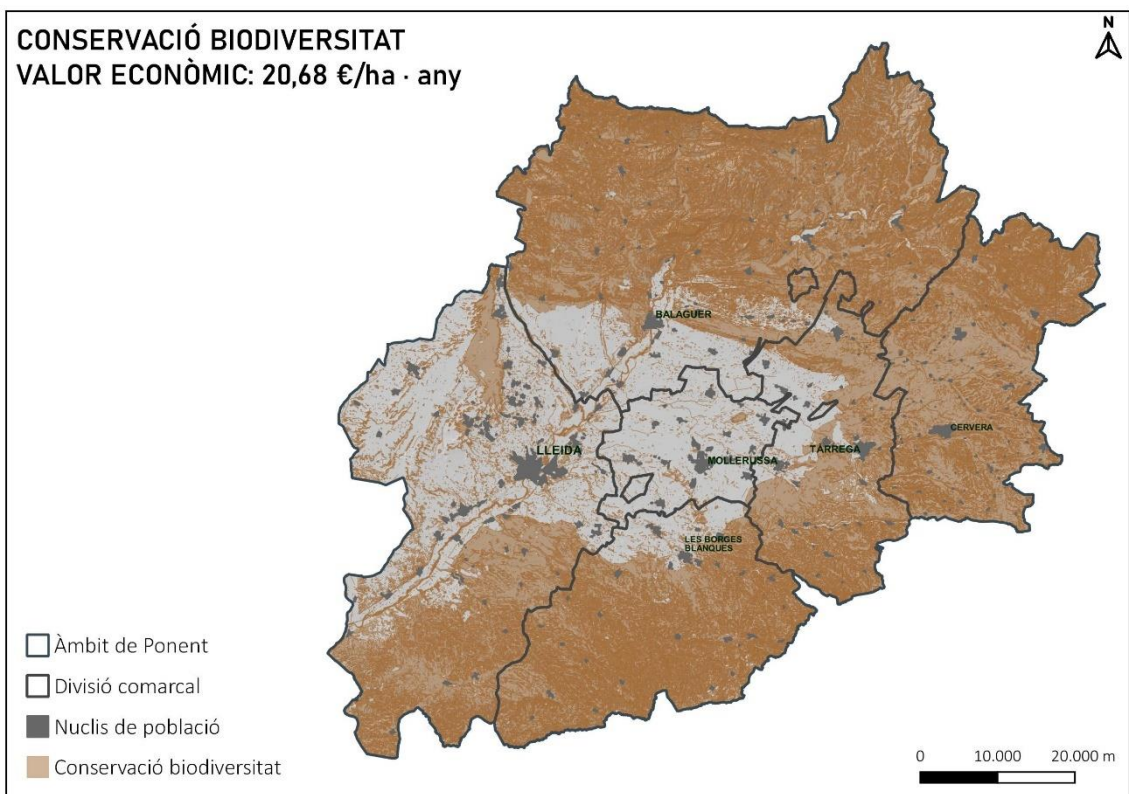 CONSERVACIÓ BIODIVERSITAT
VALOR ECONÒMIC: 20,68 €/ha · any
N
BALAGUER
CERVERA
LLEIDA
MOLLERUSSA
TÀRREGA
LES BORGES
BLANQUES
Àmbit de Ponent
Divisió comarcal
Nuclis de població
Conservació biodiversitat
0 10.000 20.000 m